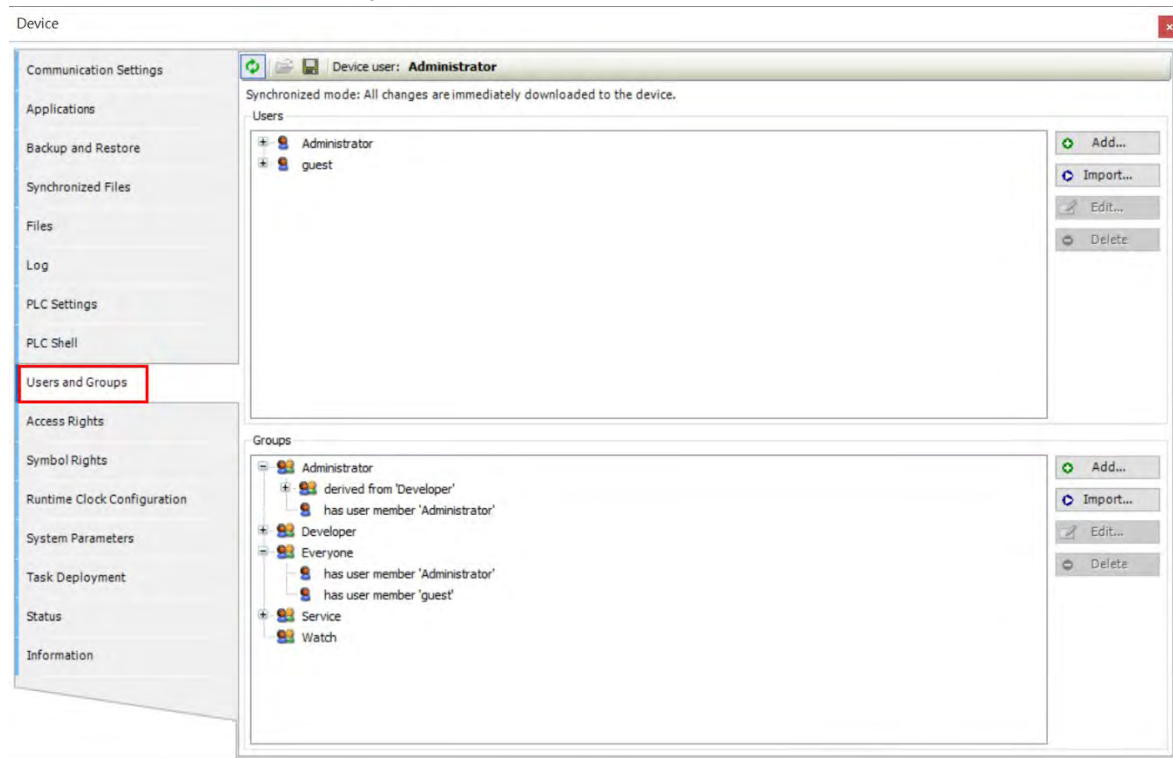 Device
Communication Settings
Applications
Backup and Restore
Synchronized Files
Files
Log
PLC Settings
PLC Shell
Users and Groups
Access Rights
Symbol Rights
Runtime Clock Configuration
System Parameters
Task Deployment
Status
Information
Device user: Administrator
Synchronized mode: All changes are immediately downloaded to the device.
Users
Administrator
guest
Add...
Import...
Edit...
Delete
Groups
Administrator
derived from 'Developer'
has user member 'Administrator'
Developer
Everyone
has user member 'Administrator'
has user member 'guest'
Service
Watch
Add...
Import...
Edit...
Delete